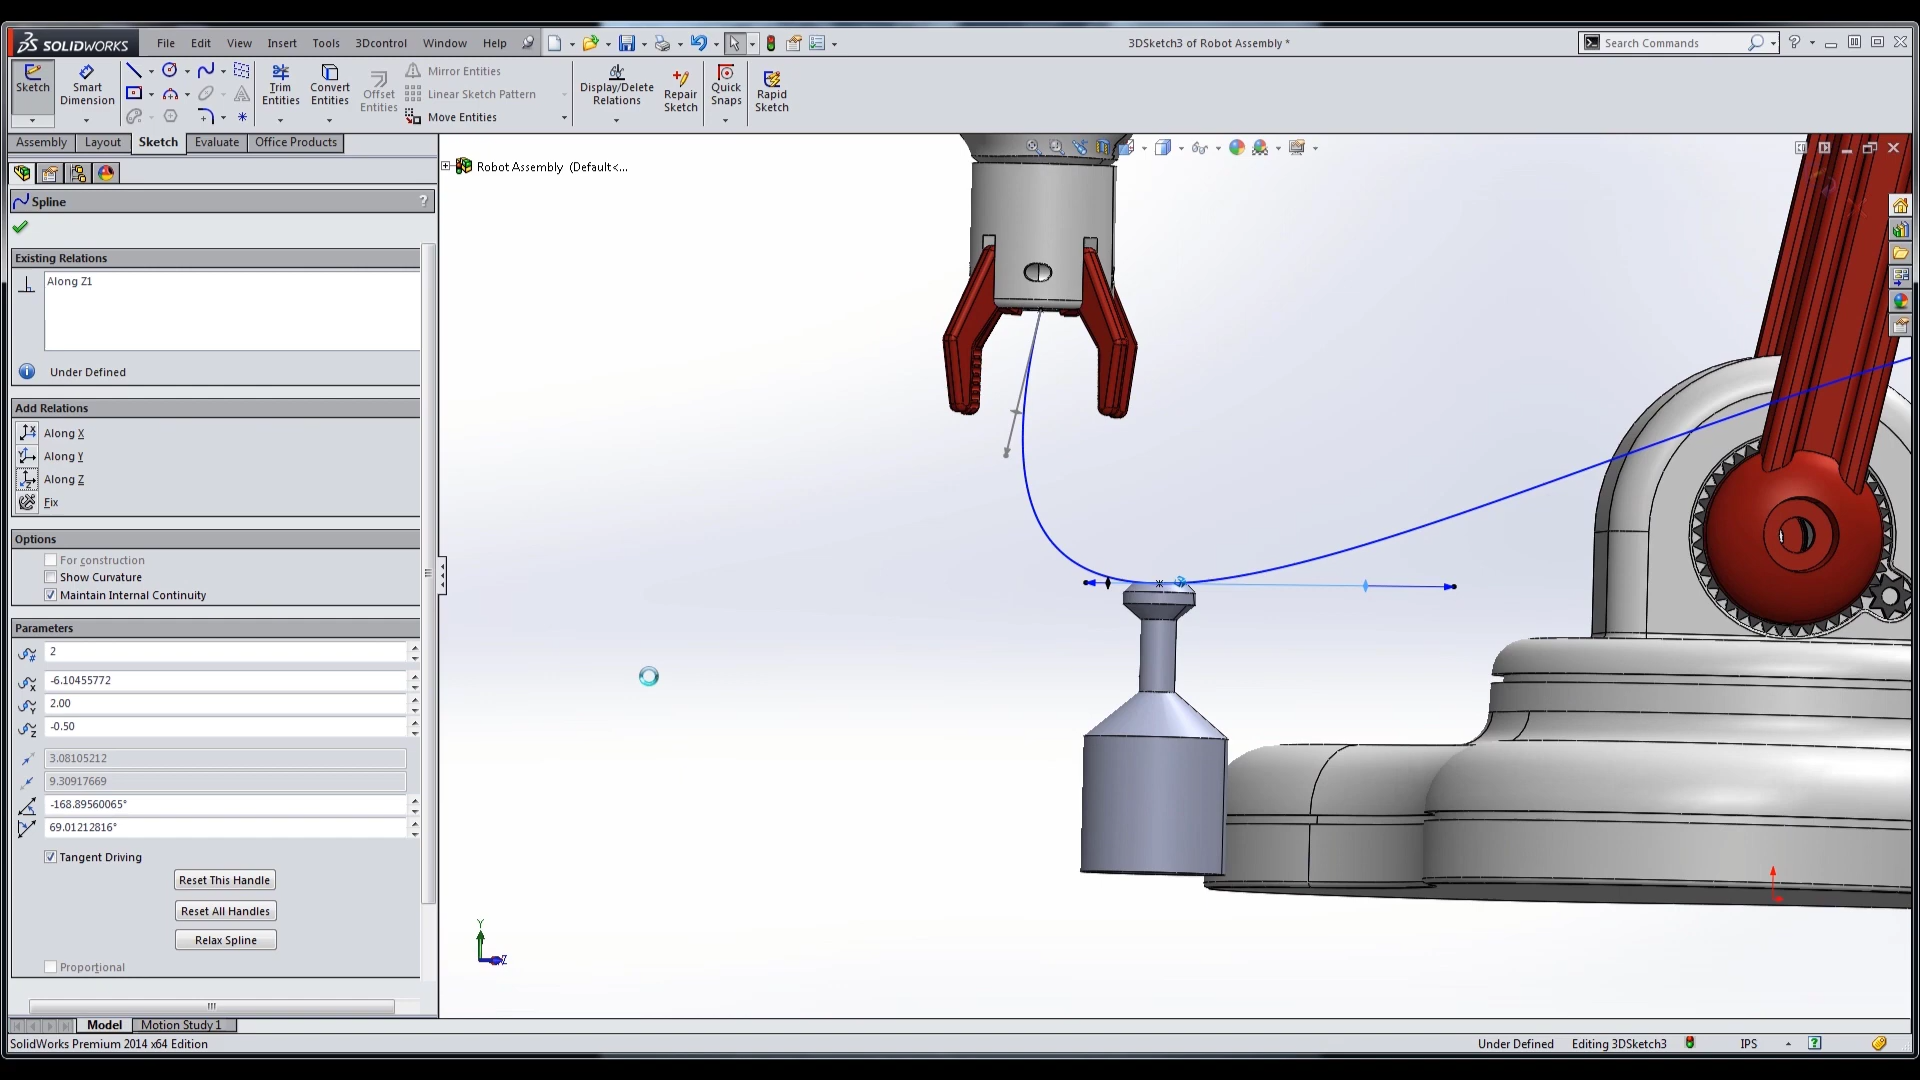 SOLIDWORKS File Edit View Insert Tools 3Dcontrol Window Help 3DSketch3 of Robot Assembly * Search Commands
Sketch Smart Dimension Trim Entities Convert Entities Offset Entities Mirror Entities Linear Sketch Pattern Move Entities Display/Delete Relations Repair Sketch Quick Snaps Rapid Sketch
Assembly Layout Sketch Evaluate Office Products
Robot Assembly (Default<...
Spline ?
Existing Relations
Along Z1
Under Defined
Add Relations
Along X
Along Y
Along Z
Fix
Options
For construction
Show Curvature
Maintain Internal Continuity
Parameters
2
-6.10455772
2.00
-0.50
3.08105212
9.30917669
-168.89560065°
69.01212816°
Tangent Driving
Reset This Handle
Reset All Handles
Relax Spline
Proportional
Y
Z
Model Motion Study 1
SolidWorks Premium 2014 x64 Edition Under Defined Editing 3DSketch3 IPS